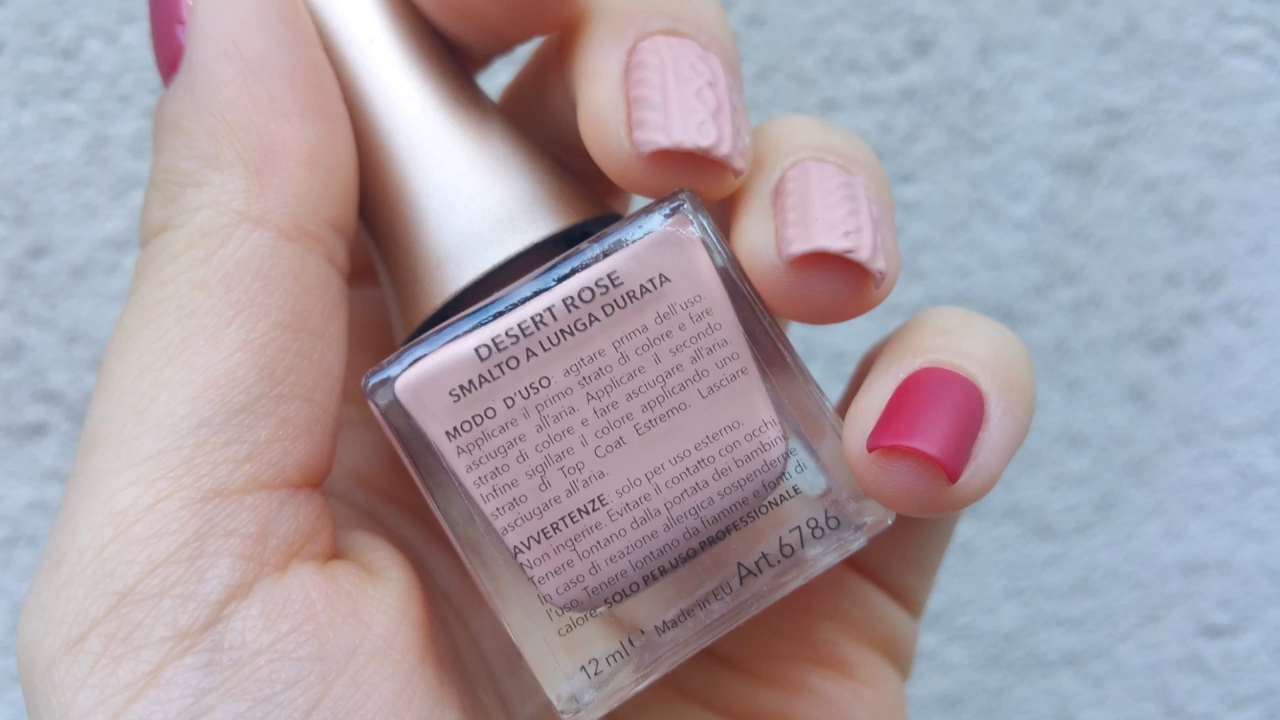 DESERT ROSE
SMALTO A LUNGA DURATA
MODO D'USO: agitare prima dell'uso.
Applicare il primo strato di colore e fare
asciugare all'aria. Applicare il secondo
strato di colore e fare asciugare all'aria.
Infine sigillare il colore applicando uno
strato di Top Coat Estremo. Lasciare
asciugare all'aria.
AVVERTENZE: solo per uso esterno.
Non ingerire. Evitare il contatto con occhi.
Tenere lontano dalla portata dei bambini.
In caso di reazione allergica sospendere
l'uso. Tenere lontano da fiamme e fonti di
calore. SOLO PER USO PROFESSIONALE
12 ml Made in EU Art.6786